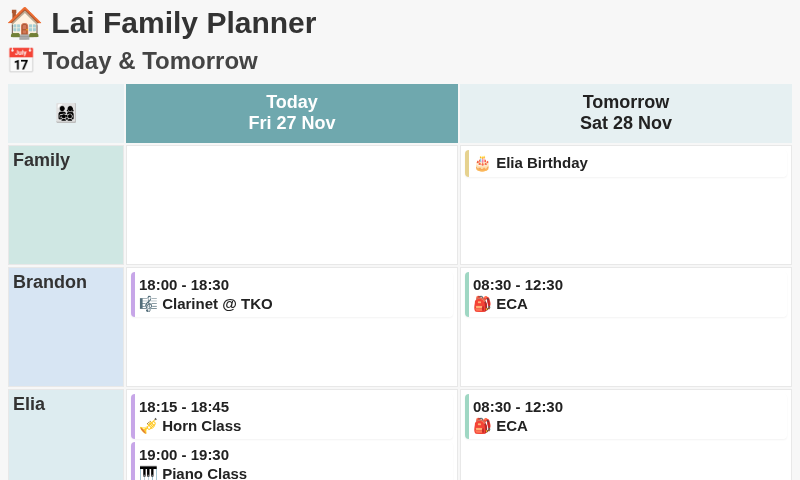 Lai Family Planner
Today & Tomorrow
Today
Fri 27 Nov
Tomorrow
Sat 28 Nov
Family
🎂 Elia Birthday
Brandon
18:00 - 18:30
🎼 Clarinet @ TKO
08:30 - 12:30
🎒 ECA
Elia
18:15 - 18:45
🎺 Horn Class
19:00 - 19:30
🎹 Piano Class
08:30 - 12:30
🎒 ECA